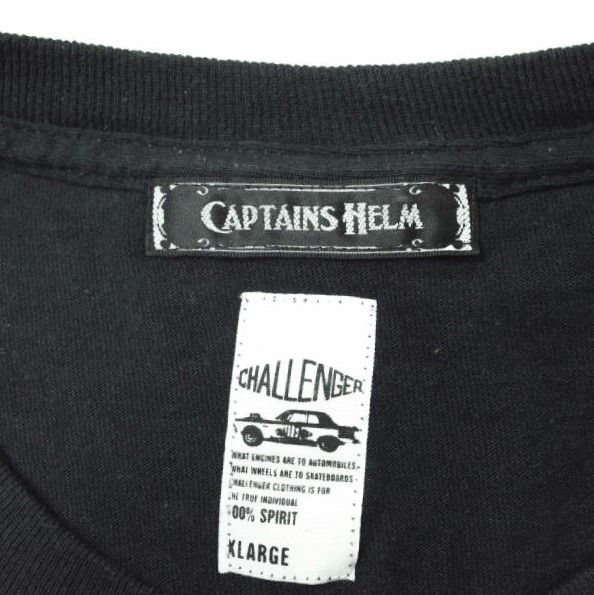 CAPTAINS HELM
CHALLENGER
WHAT ENGINES ARE TO AUTOMOBILES-
WHAT WHEELS ARE TO SKATEBOARDS-
CHALLENGER CLOTHING IS FOR
HE TRUE INDIVIDUAL
00% SPIRIT
XLARGE